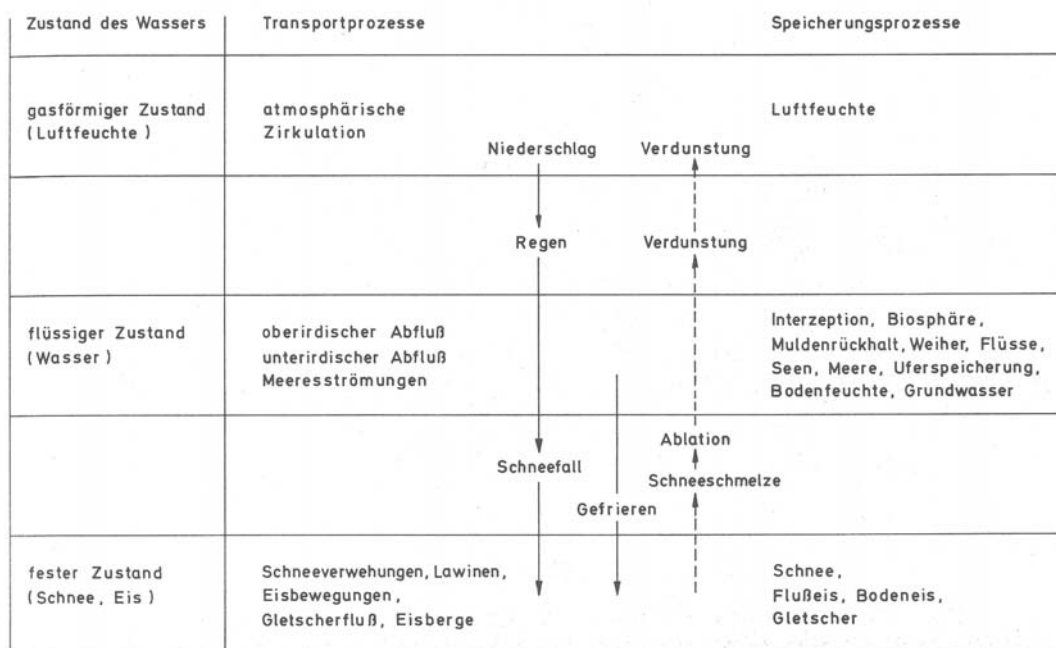 Zustand des Wassers
Transportprozesse
Speicherungsprozesse
gasförmiger Zustand
(Luftfeuchte)
atmosphärische
Zirkulation
Luftfeuchte
Niederschlag
Verdunstung
Regen
Verdunstung
flüssiger Zustand
(Wasser)
oberirdischer Abfluß
unterirdischer Abfluß
Meeresströmungen
Interzeption, Biosphäre,
Muldenrückhalt, Weiher, Flüsse,
Seen, Meere, Uferspeicherung,
Bodenfeuchte, Grundwasser
Ablation
Schneefall
Schneeschmelze
Gefrieren
fester Zustand
(Schnee, Eis)
Schneeverwehungen, Lawinen,
Eisbewegungen,
Gletscherfluß, Eisberge
Schnee,
Flußeis, Bodeneis,
Gletscher